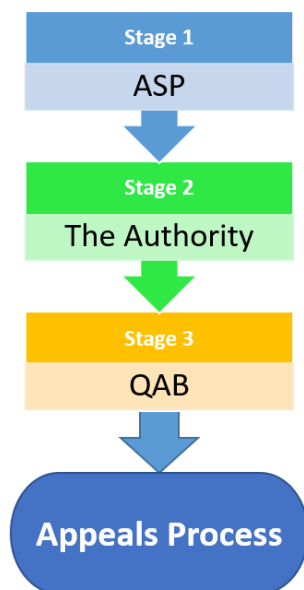 Stage 1
ASP
Stage 2
The Authority
Stage 3
QAB
Appeals Process